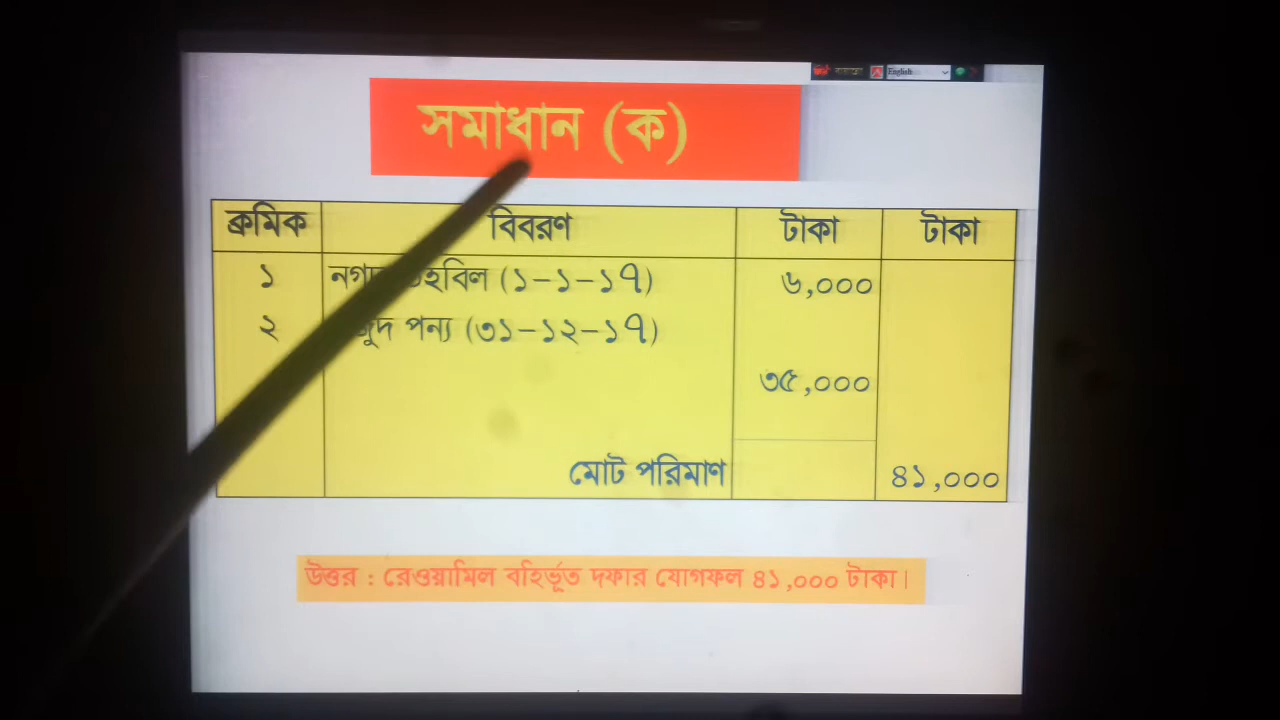 English
সমাধান (ক)
ক্রমিক বিবরণ টাকা টাকা
১ (১-১-১৭) ৬,০০০
২ পন্য (৩১-১২-১৭)
৩৫,০০০
মোট পরিমাণ ৪১,০০০
উত্তর : রেওয়ামিল বহির্ভূত দফার যোগফল ৪১,০০০ টাকা।